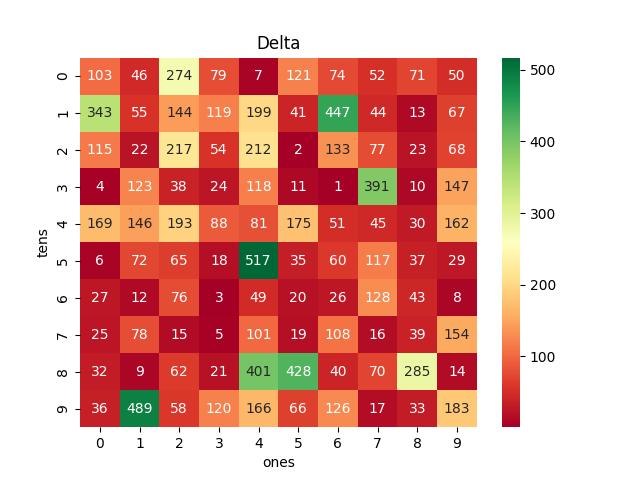 Delta
0 103 46 274 79 7 121 74 52 71 50
1 343 55 144 119 199 41 447 44 13 67
2 115 22 217 54 212 2 133 77 23 68
3 4 123 38 24 118 11 1 391 10 147
4 169 146 193 88 81 175 51 45 30 162
5 6 72 65 18 517 35 60 117 37 29
6 27 12 76 3 49 20 26 128 43 8
7 25 78 15 5 101 19 108 16 39 154
8 32 9 62 21 401 428 40 70 285 14
9 36 489 58 120 166 66 126 17 33 183
0 1 2 3 4 5 6 7 8 9
ones
tens
500
400
300
200
100